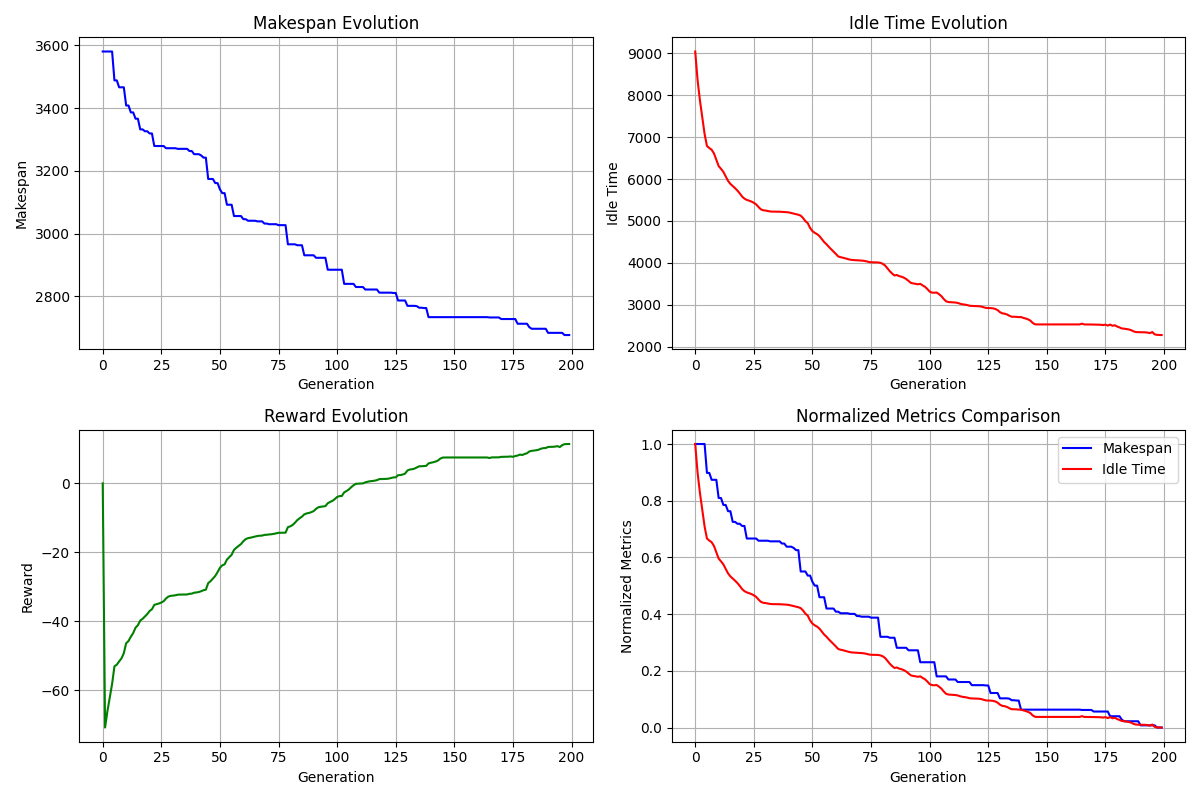 Makespan Evolution
3600
3400
3200
3000
2800
Makespan
0 25 50 75 100 125 150 175 200
Generation
Idle Time Evolution
9000
8000
7000
6000
5000
4000
3000
2000
Idle Time
0 25 50 75 100 125 150 175 200
Generation
Reward Evolution
0
−20
−40
−60
Reward
0 25 50 75 100 125 150 175 200
Generation
Normalized Metrics Comparison
Makespan
Idle Time
1.0
0.8
0.6
0.4
0.2
0.0
Normalized Metrics
0 25 50 75 100 125 150 175 200
Generation